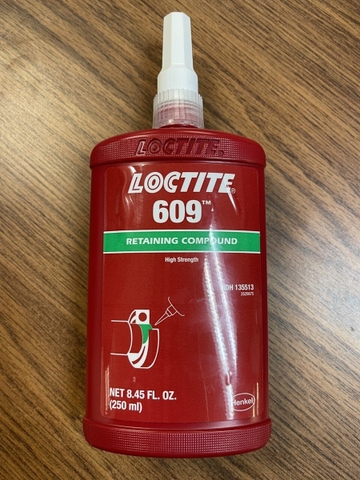 LOCTITE
LOCTITE®
609™
RETAINING COMPOUND
High Strength
IDH 135513
NET 8.45 FL. OZ.
(250 ml)
Henkel